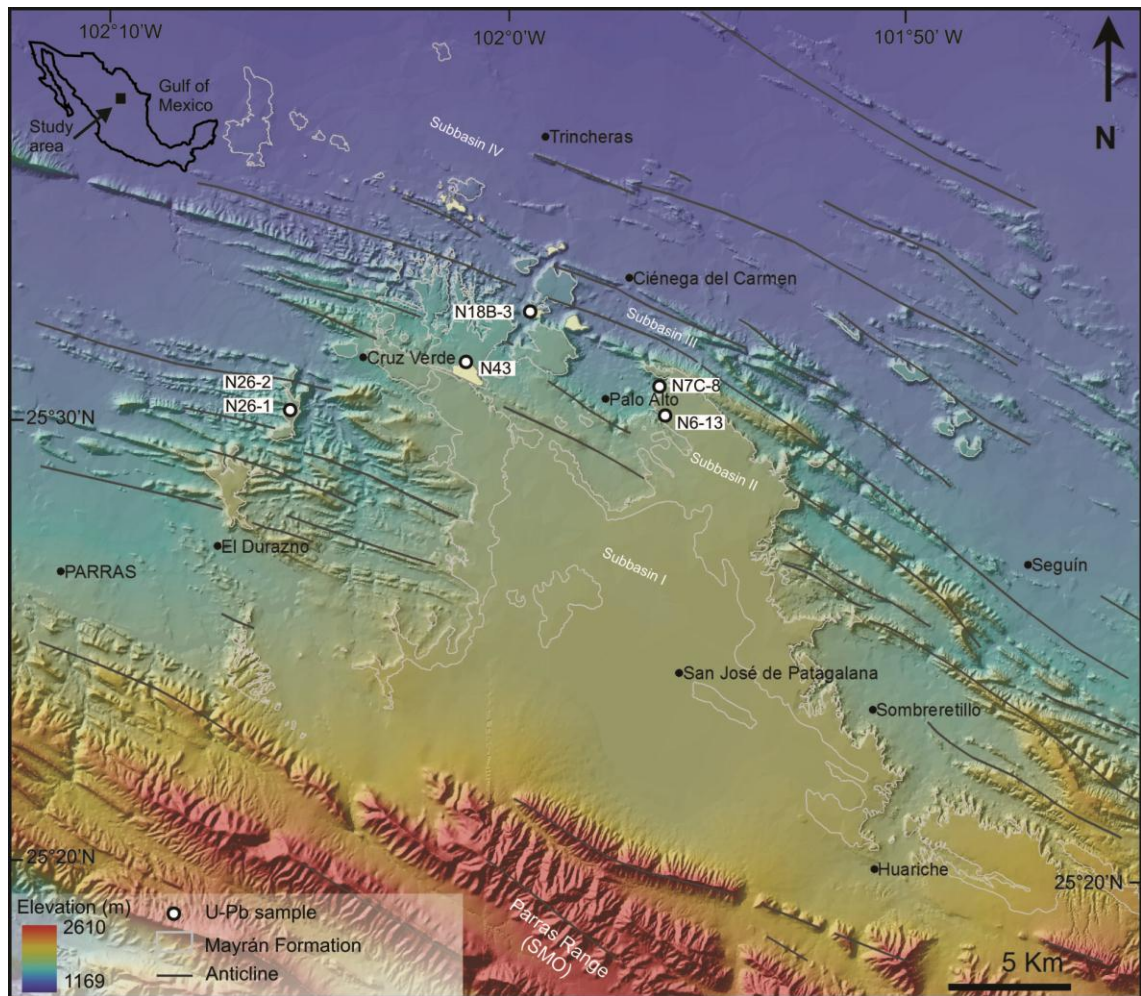 102°10'W
102°0'W
101°50' W
Gulf of
Mexico
Study
area
N
Subbasin IV
Trincheras
Ciénega del Carmen
N18B-3
Subbasin III
Cruz Verde
N43
N26-2
N7C-8
Palo Alto
N26-1
25°30'N
N6-13
Subbasin II
El Durazno
PARRAS
Subbasin I
Seguín
San José de Patagalana
Sombreretillo
25°20'N
Huariche
25°20'N
Elevation (m)
2610
1169
U-Pb sample
Mayrán Formation
Anticline
Parras Range
(SMO)
5 Km